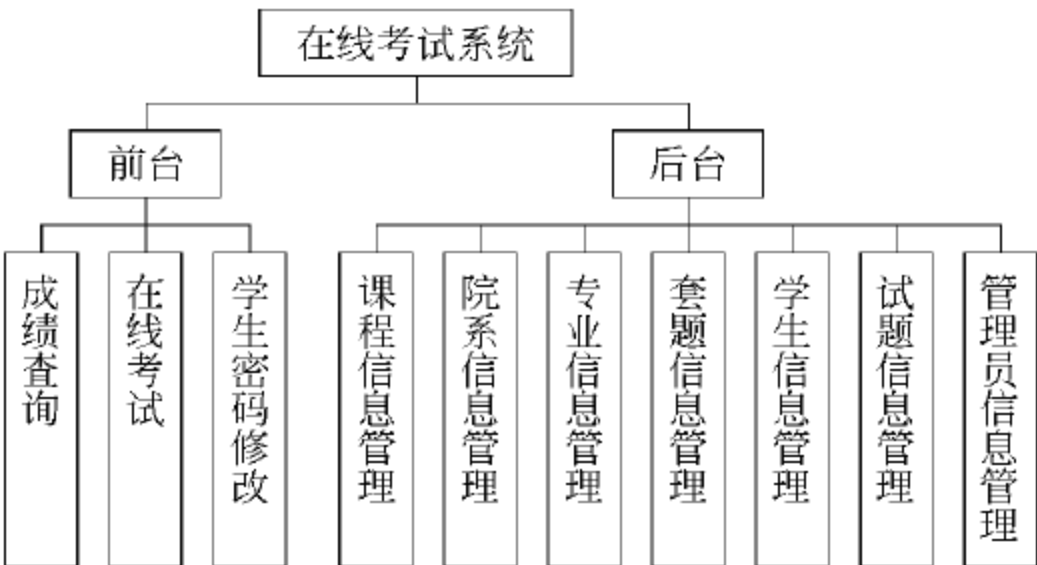 在线考试系统
前台
后台
成绩查询
在线考试
学生密码修改
课程信息管理
院系信息管理
专业信息管理
套题信息管理
学生信息管理
试题信息管理
管理员信息管理